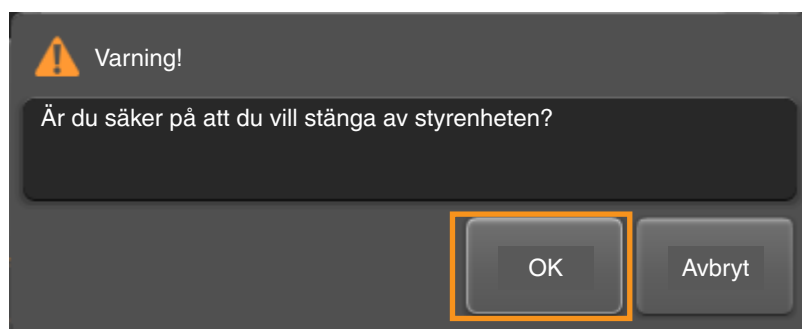 Varning!
Är du säker på att du vill stänga av styrenheten?
OK
Avbryt